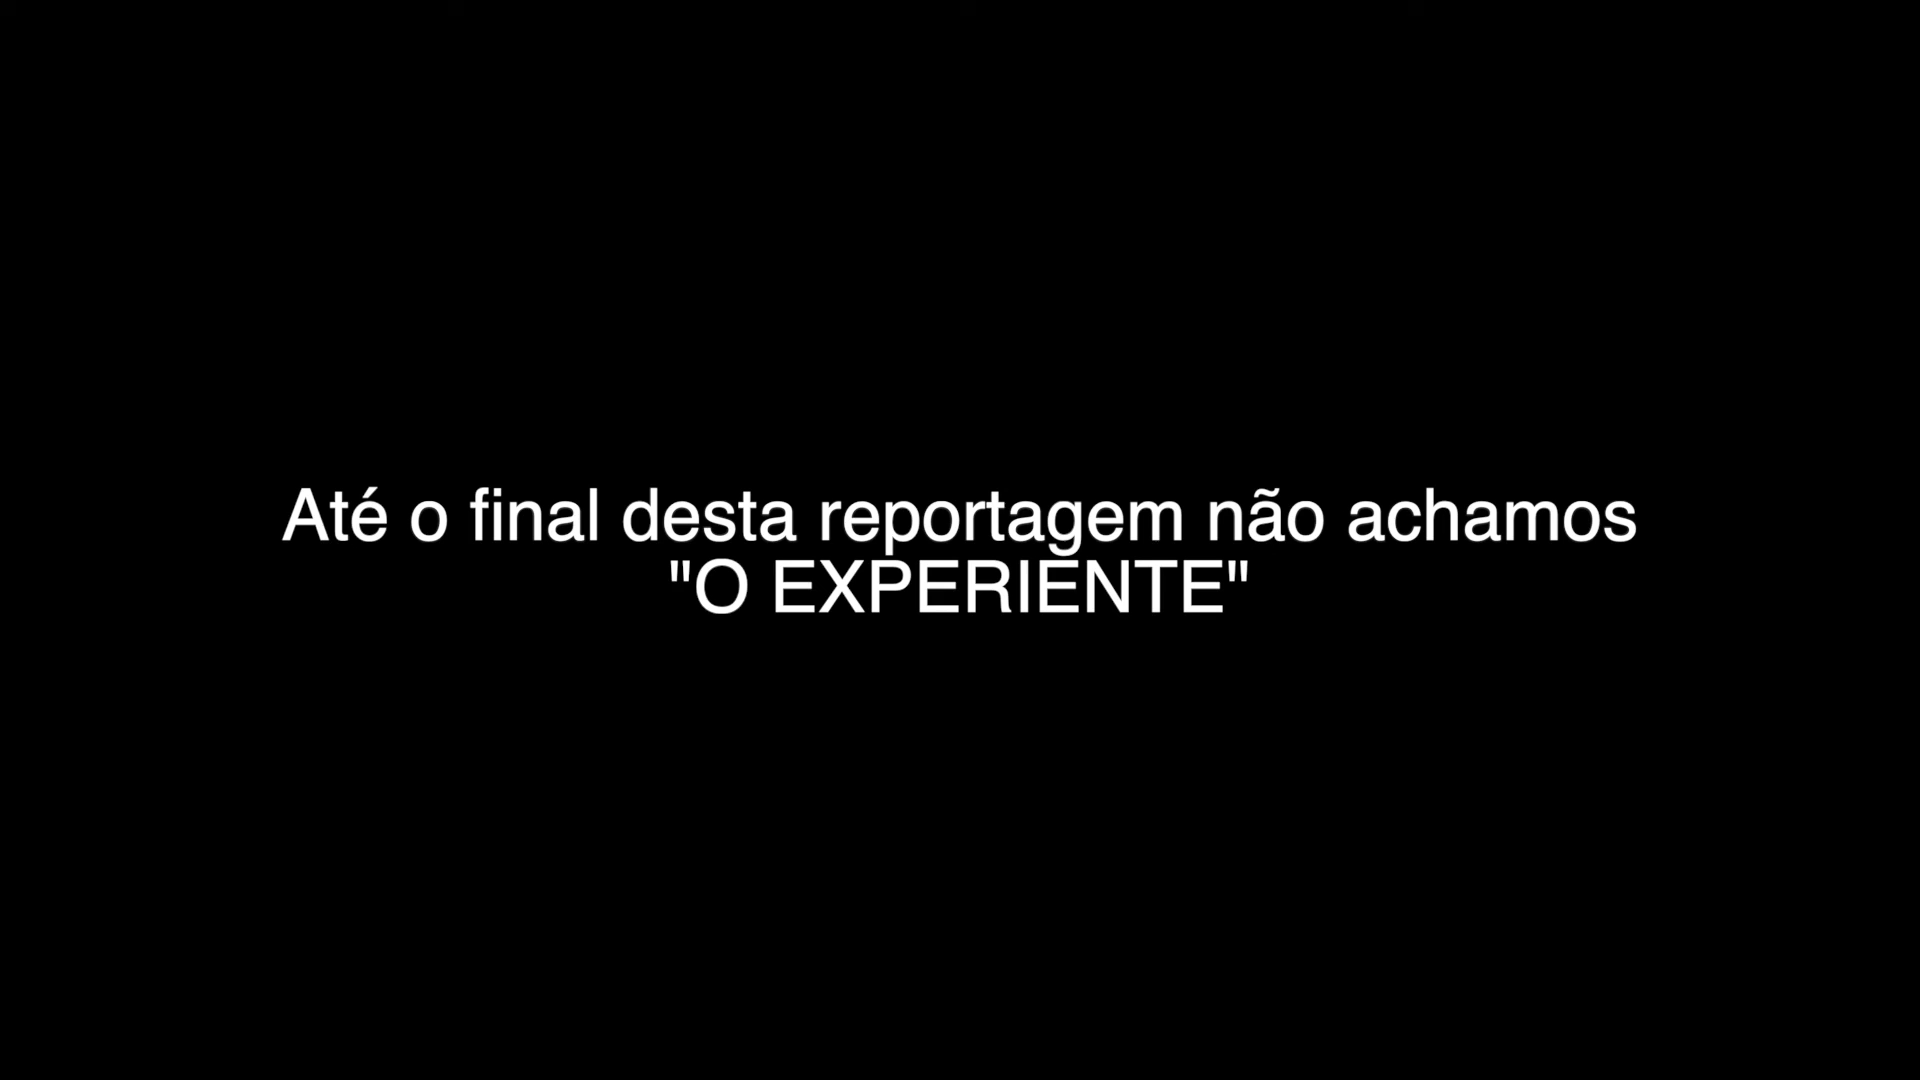 Até o final desta reportagem não achamos
"O EXPERIENTE"